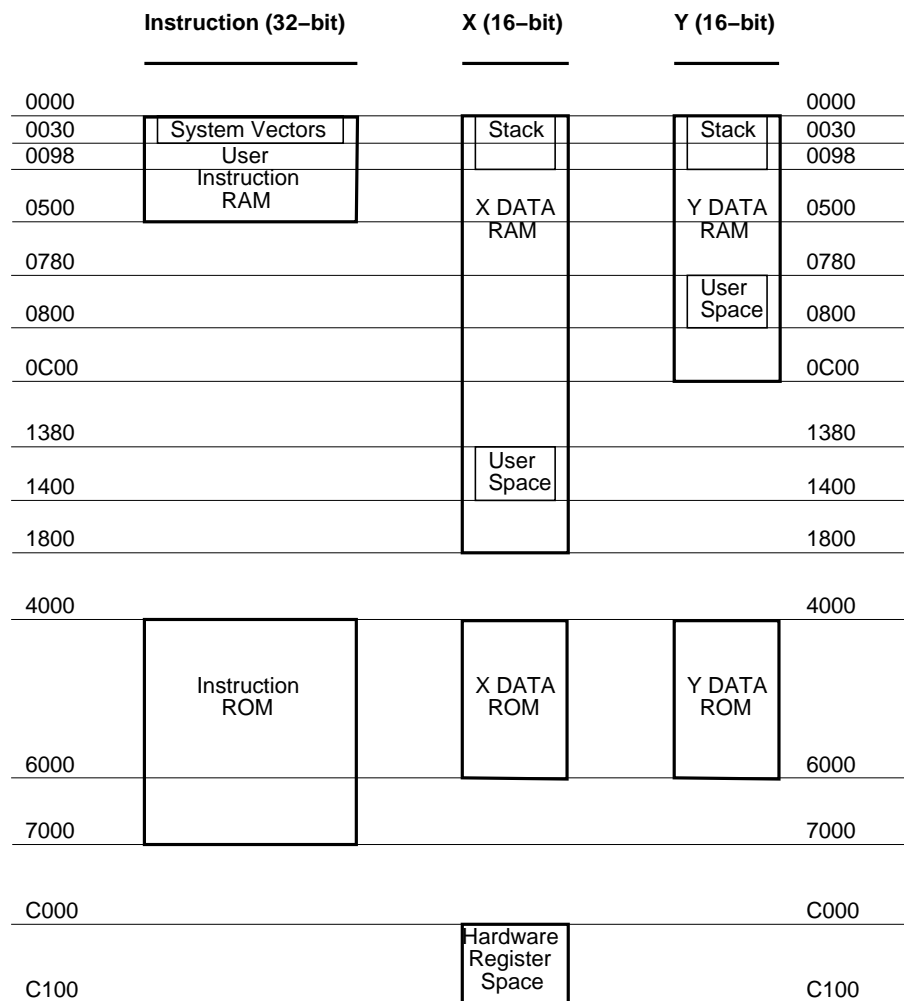 Instruction (32–bit) X (16–bit) Y (16–bit)
0000 0000
0030 System Vectors Stack Stack 0030
0098 User 0098
Instruction
RAM
0500 X DATA Y DATA 0500
RAM RAM
0780 0780
User
Space
0800 0800
0C00 0C00
1380 1380
User
Space
1400 1400
1800 1800
4000 4000
Instruction X DATA Y DATA
ROM ROM ROM
6000 6000
7000 7000
C000 C000
Hardware
Register
Space
C100 C100